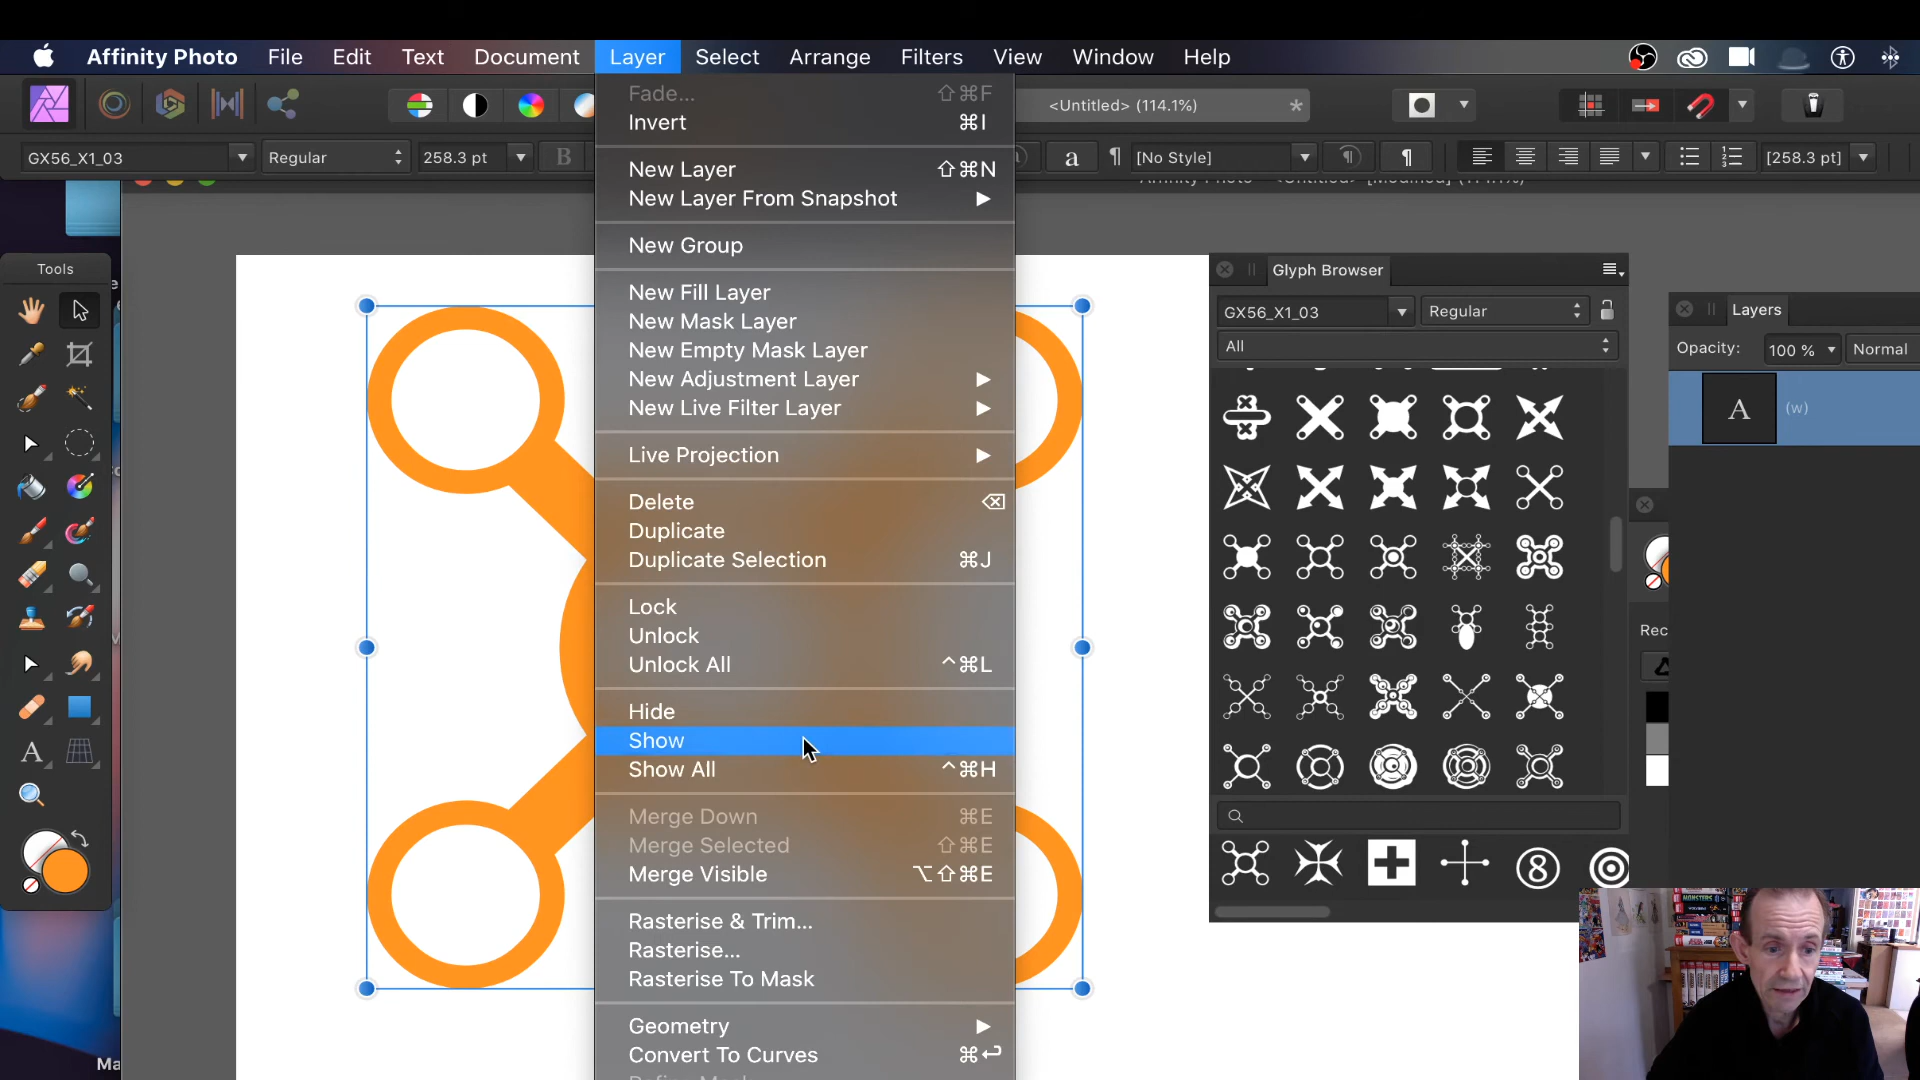 Affinity Photo File Edit Text Document Layer Select Arrange Filters View Window Help
<Untitled> (114.1%) *
GX56_X1_03 Regular 258.3 pt B a ¶ [No Style] ¶ ¶ [258.3 pt]
Fade... ⇧⌘F
Invert ⌘I
New Layer ⇧⌘N
New Layer From Snapshot ▶
New Group
New Fill Layer
New Mask Layer
New Empty Mask Layer
New Adjustment Layer ▶
New Live Filter Layer ▶
Live Projection ▶
Delete ⌫
Duplicate
Duplicate Selection ⌘J
Lock
Unlock
Unlock All ^⌘L
Hide
Show
Show All ^⌘H
Merge Down ⌘E
Merge Selected ⇧⌘E
Merge Visible ⌥⇧⌘E
Rasterise & Trim...
Rasterise...
Rasterise To Mask
Geometry ▶
Convert To Curves ⌘↩
Tools
A
Ma
Glyph Browser
GX56_X1_03 Regular
All
8
Layers
Opacity: 100 % Normal
A (w)
Rec
MONSTERS